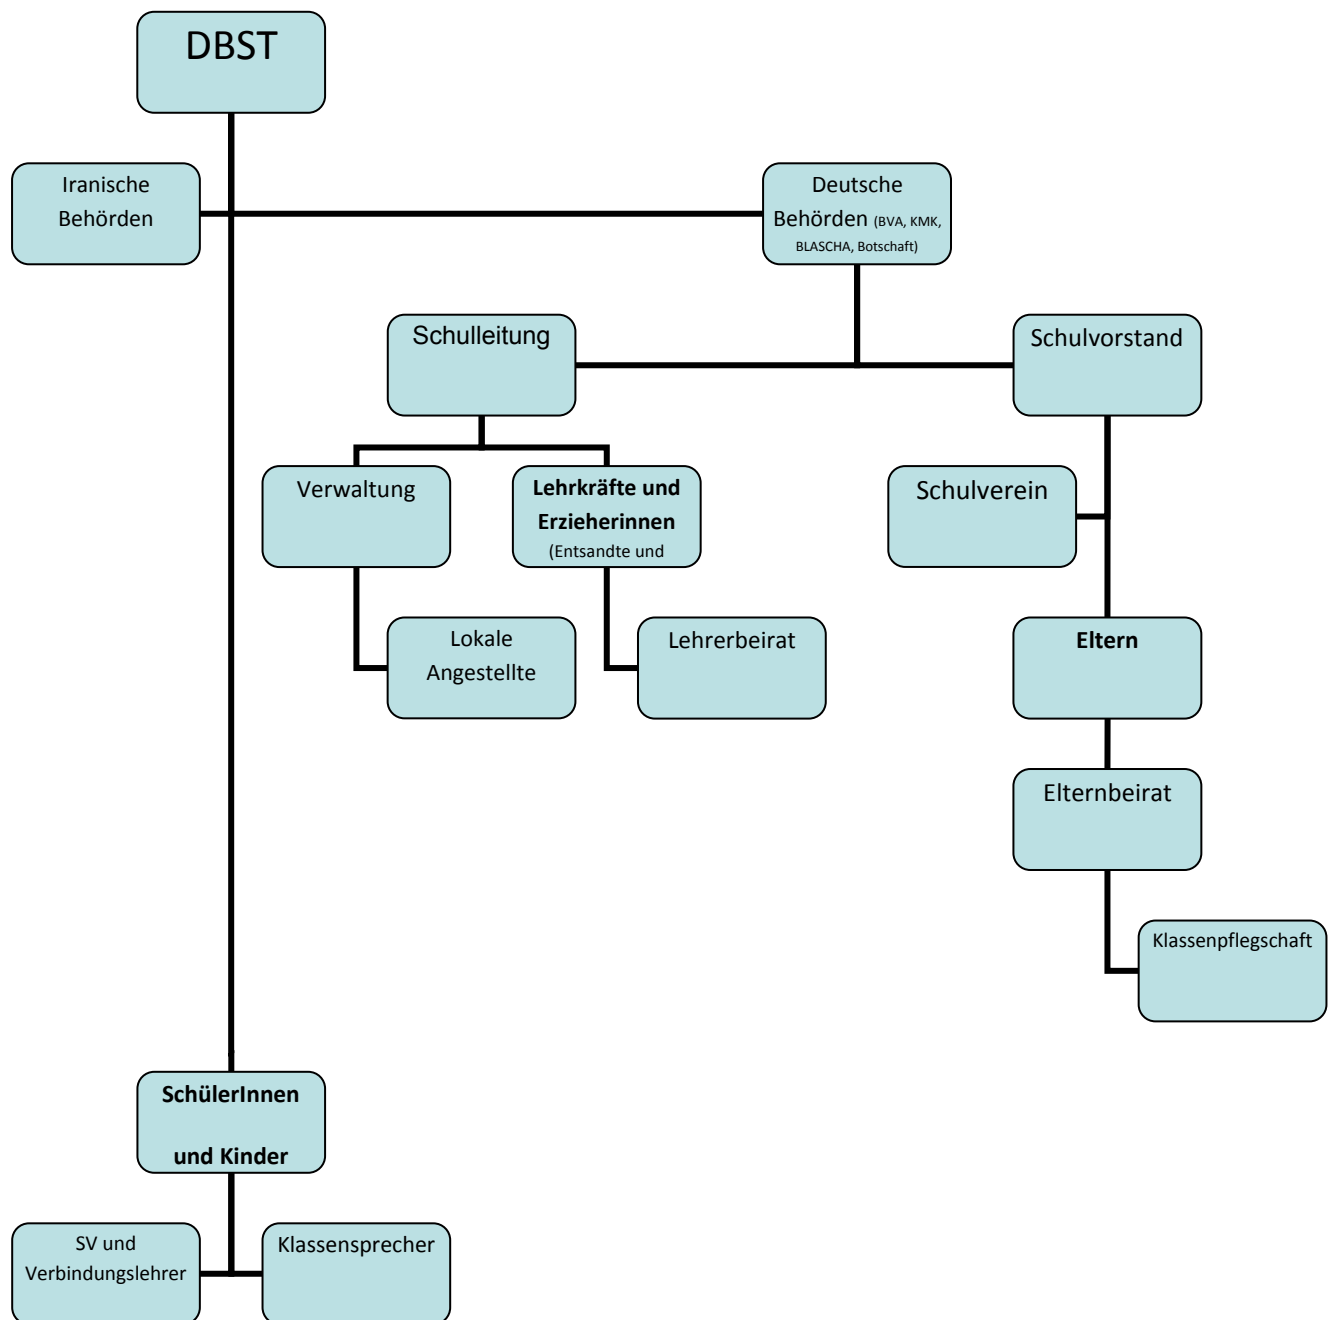 DBST
Iranische
Behörden
Deutsche
Behörden (BVA, KMK,
BLASCHA, Botschaft)
Schulleitung
Schulvorstand
Verwaltung
Lehrkräfte und
Erzieherinnen
(Entsandte und
Schulverein
Lokale
Angestellte
Lehrerbeirat
Eltern
Elternbeirat
Klassenpflegschaft
SchülerInnen
und Kinder
SV und
Verbindungslehrer
Klassensprecher